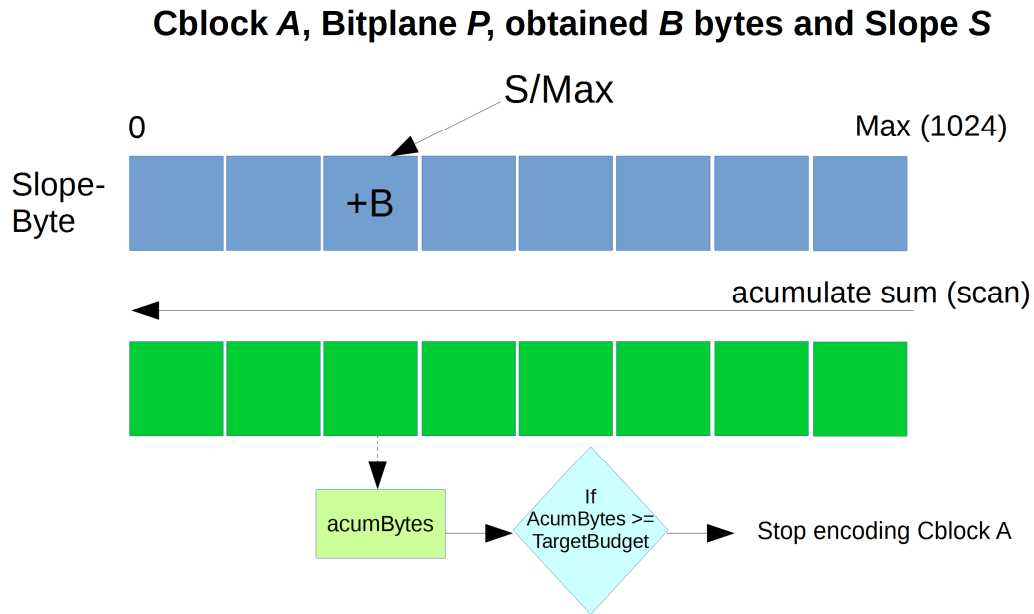 Cblock A, Bitplane P, obtained B bytes and Slope S
S/Max
0
Max (1024)
Slope-
Byte
+B
acumulate sum (scan)
acumBytes
If
AcumBytes >=
TargetBudget
Stop encoding Cblock A